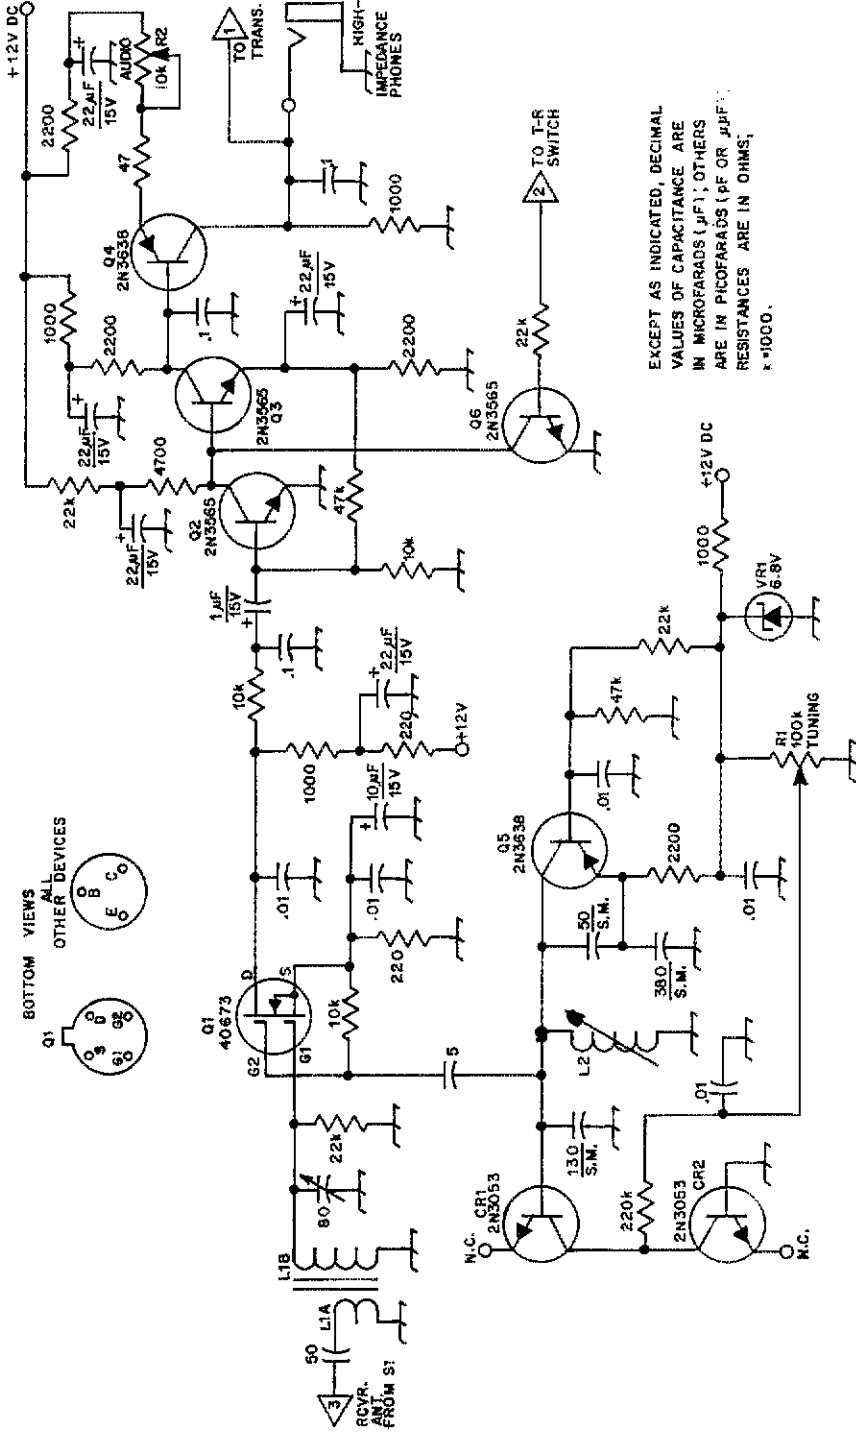 BOTTOM VIEWS
Q1
S
D
G1
G2
ALL
OTHER DEVICES
B
E
C
3
RCVR.
ANT.
FROM S1
50
L1A
L1B
80
22k
Q1
40673
G2
G1
D
S
10k
5
220
.01
.01
10µF
15V
1000
220
+12V
22µF
15V
10k
.1
1µF
15V
Q2
2N3565
10k
47k
22µF
15V
22k
4700
22µF
15V
1000
2200
2N3565
Q3
.1
22µF
15V
2200
Q4
2N3638
47
2200
22µF
15V
AUDIO
10k
R2
+12V DC
1000
.1
1
TO
TRANS.
HIGH-
IMPEDANCE
PHONES
Q6
2N3565
22k
2
TO T-R
SWITCH
N.C.
CR1
2N3053
130
S.M.
220k
2N3053
CR2
N.C.
.01
L2
50
S.M.
380
S.M.
Q5
2N3638
2200
.01
.01
47k
22k
R1
100k
TUNING
VR1
6.8V
1000
+12V DC
EXCEPT AS INDICATED, DECIMAL
VALUES OF CAPACITANCE ARE
IN MICROFARADS (µF); OTHERS
ARE IN PICOFARADS (pF OR µµF);
RESISTANCES ARE IN OHMS;
k=1000.